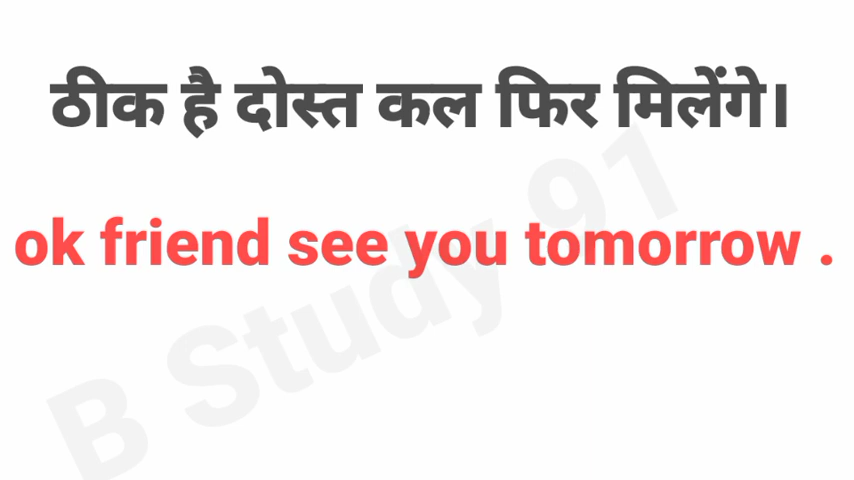 ठीक है दोस्त कल फिर मिलेंगे।
ok friend see you tomorrow .
B Study 91